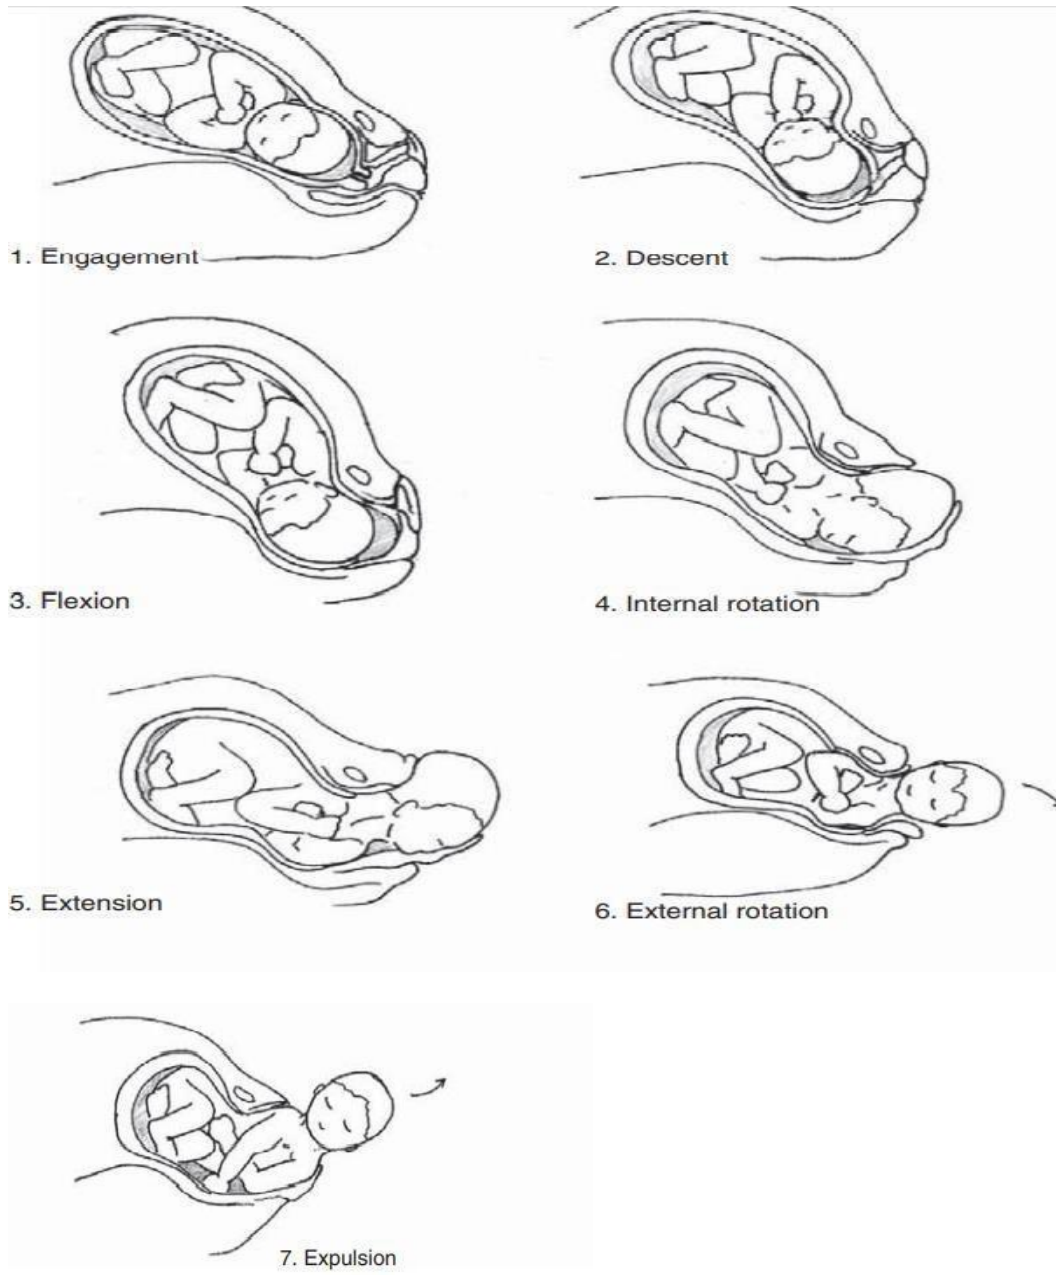 1. Engagement
2. Descent
3. Flexion
4. Internal rotation
5. Extension
6. External rotation
7. Expulsion